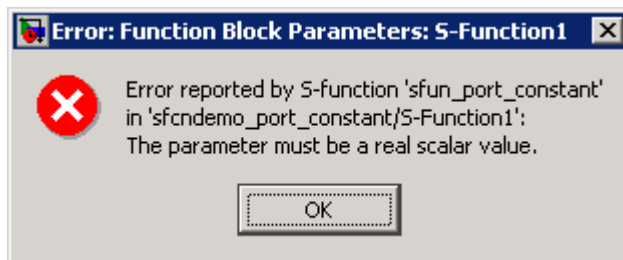 Error: Function Block Parameters: S-Function1
Error reported by S-function 'sfun_port_constant'
in 'sfcndemo_port_constant/S-Function1':
The parameter must be a real scalar value.
OK